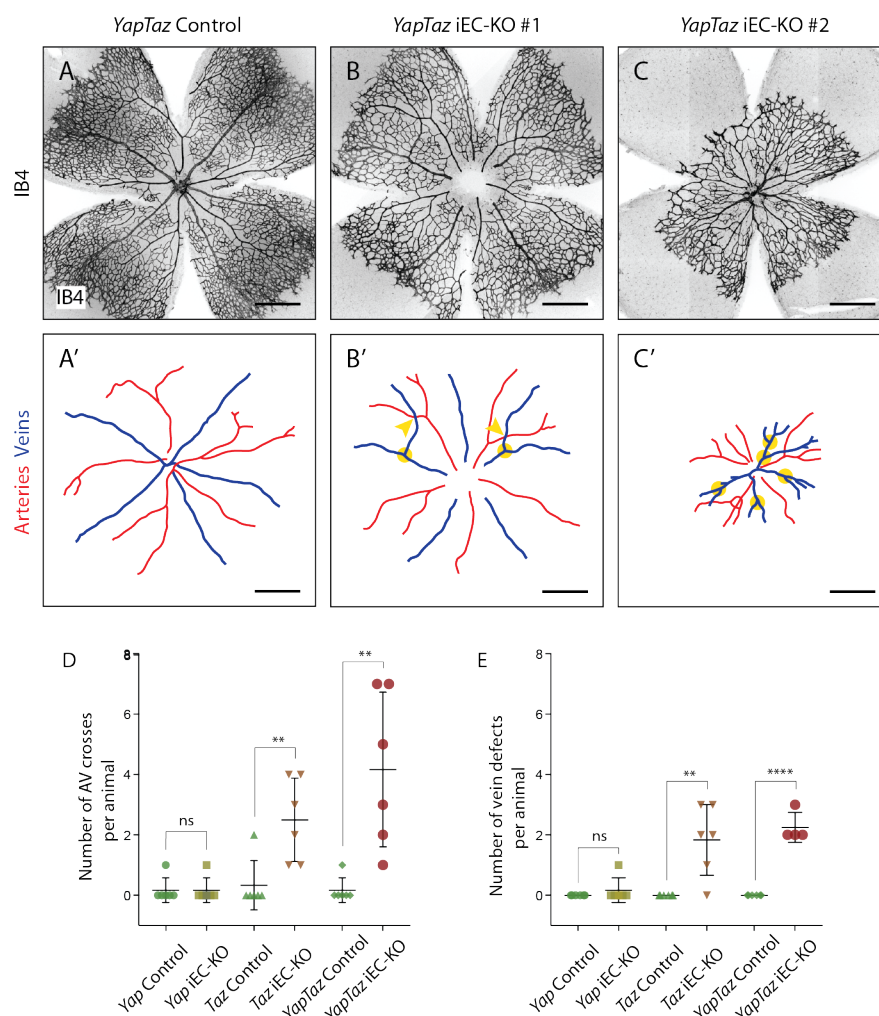 YapTaz Control
YapTaz iEC-KO #1
YapTaz iEC-KO #2
IB4
A
IB4
B
C
Arteries Veins
A′
B′
C′
D
Number of AV crosses
per animal
8
6
4
2
0
ns
**
**
Yap Control
Yap iEC-KO
Taz Control
Taz iEC-KO
YapTaz Control
YapTaz iEC-KO
E
Number of vein defects
per animal
8
6
4
2
0
ns
**
****
Yap Control
Yap iEC-KO
Taz Control
Taz iEC-KO
YapTaz Control
YapTaz iEC-KO